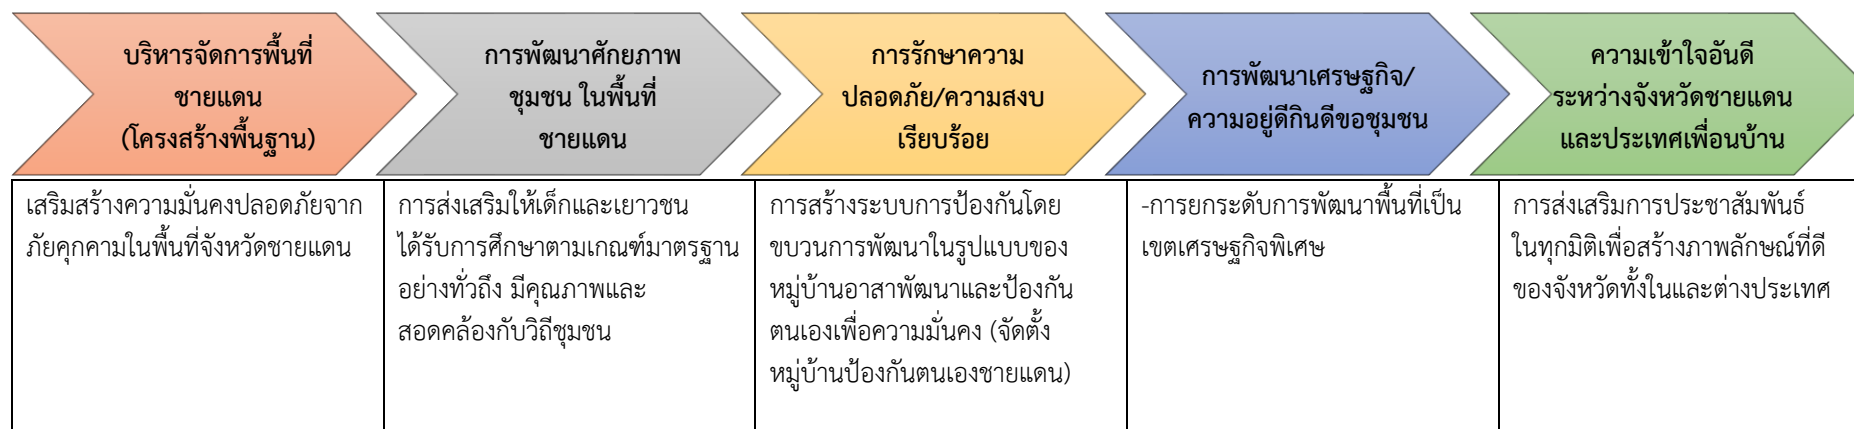 บริหารจัดการพื้นที่
ชายแดน
(โครงสร้างพื้นฐาน)
การพัฒนาศักยภาพ
ชุมชน ในพื้นที่
ชายแดน
การรักษาความ
ปลอดภัย/ความสงบ
เรียบร้อย
การพัฒนาเศรษฐกิจ/
ความอยู่ดีกินดีขอชุมชน
ความเข้าใจอันดี
ระหว่างจังหวัดชายแดน
และประเทศเพื่อนบ้าน
เสริมสร้างความมั่นคงปลอดภัยจาก
ภัยคุกคามในพื้นที่จังหวัดชายแดน
การส่งเสริมให้เด็กและเยาวชน
ได้รับการศึกษาตามเกณฑ์มาตรฐาน
อย่างทั่วถึง มีคุณภาพและ
สอดคล้องกับวิถีชุมชน
การสร้างระบบการป้องกันโดย
ขบวนการพัฒนาในรูปแบบของ
หมู่บ้านอาสาพัฒนาและป้องกัน
ตนเองเพื่อความมั่นคง (จัดตั้ง
หมู่บ้านป้องกันตนเองชายแดน)
-การยกระดับการพัฒนาพื้นที่เป็น
เขตเศรษฐกิจพิเศษ
การส่งเสริมการประชาสัมพันธ์
ในทุกมิติเพื่อสร้างภาพลักษณ์ที่ดี
ของจังหวัดทั้งในและต่างประเทศ